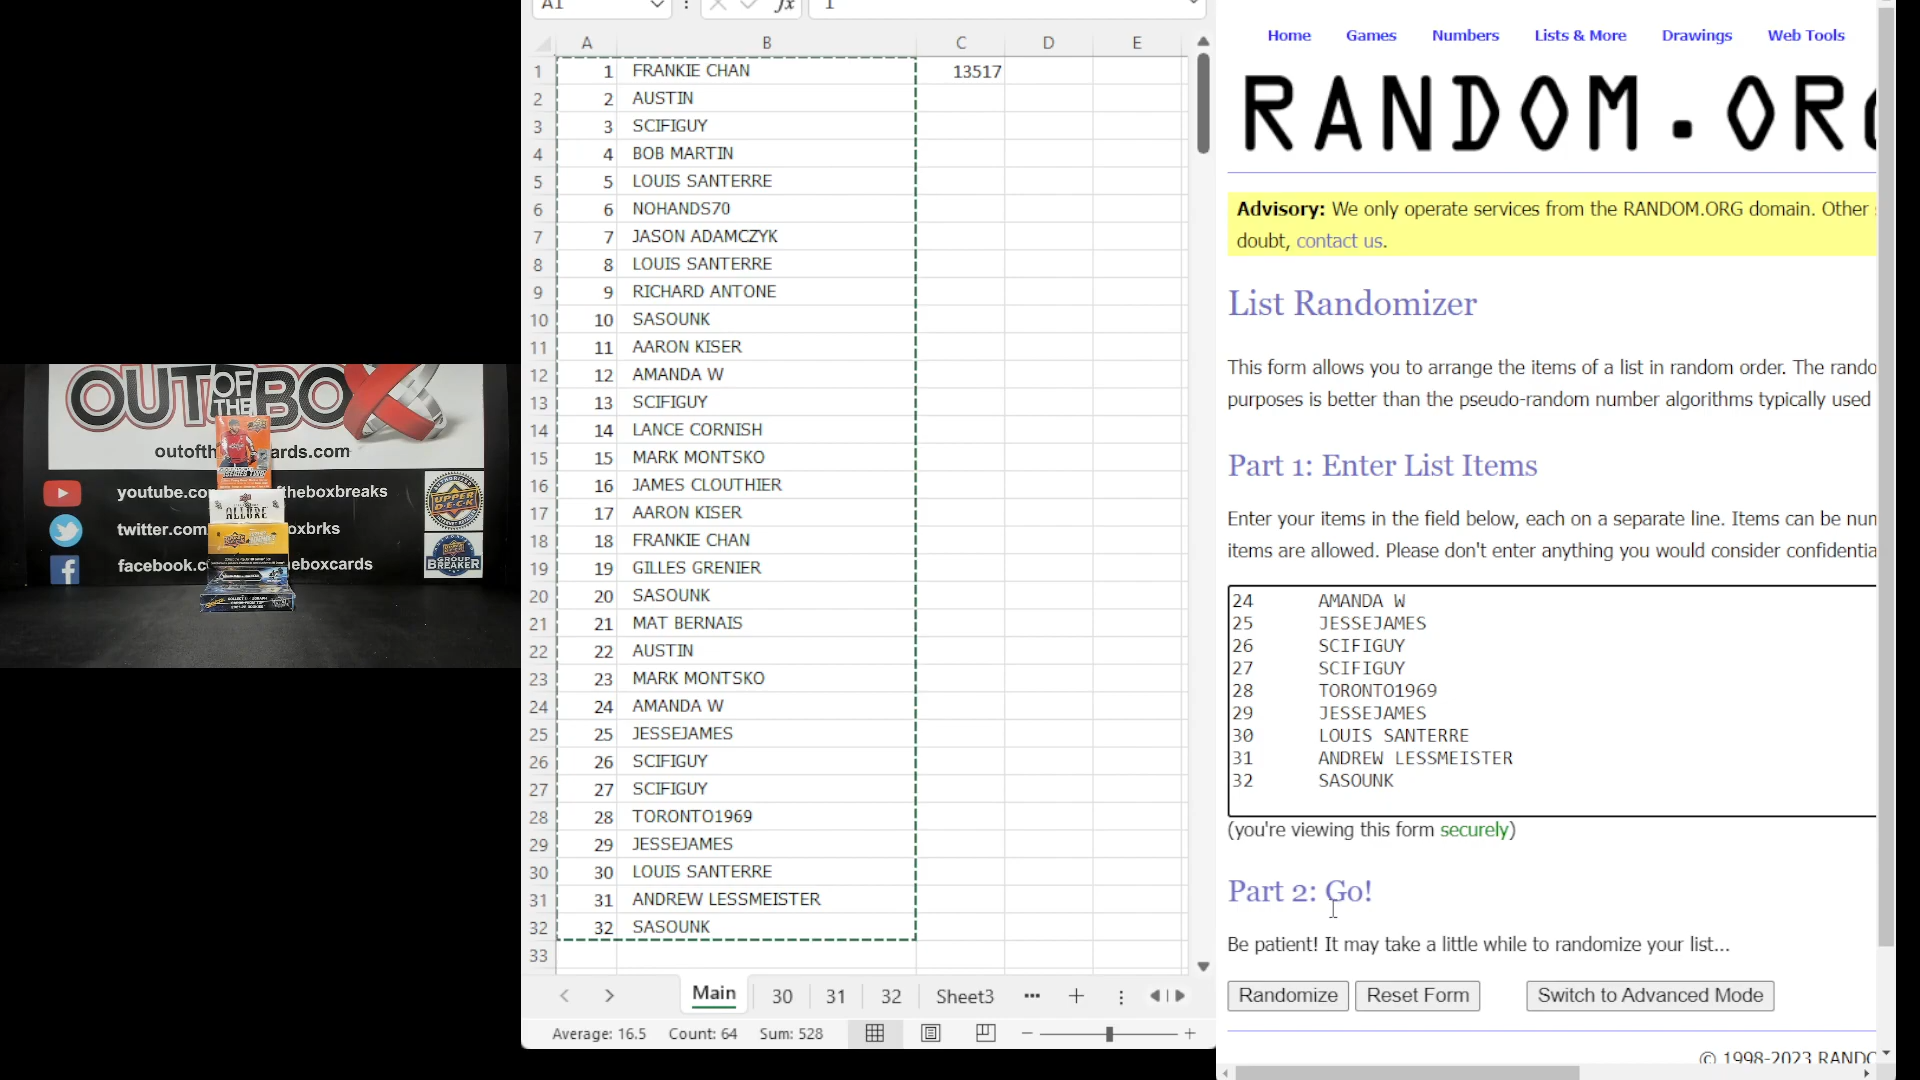 OUT OF THE BOX
outofth ards.com
youtube.co theboxbreaks
twitter.com oxbrks
facebook.c eboxcards
AUTHORIZED
UPPER DECK
GROUP BREAKER
ALLURE
A1
fx 1
A B C D E
1 1 FRANKIE CHAN 13517
2 2 AUSTIN
3 3 SCIFIGUY
4 4 BOB MARTIN
5 5 LOUIS SANTERRE
6 6 NOHANDS70
7 7 JASON ADAMCZYK
8 8 LOUIS SANTERRE
9 9 RICHARD ANTONE
10 10 SASOUNK
11 11 AARON KISER
12 12 AMANDA W
13 13 SCIFIGUY
14 14 LANCE CORNISH
15 15 MARK MONTSKO
16 16 JAMES CLOUTHIER
17 17 AARON KISER
18 18 FRANKIE CHAN
19 19 GILLES GRENIER
20 20 SASOUNK
21 21 MAT BERNAIS
22 22 AUSTIN
23 23 MARK MONTSKO
24 24 AMANDA W
25 25 JESSEJAMES
26 26 SCIFIGUY
27 27 SCIFIGUY
28 28 TORONTO1969
29 29 JESSEJAMES
30 30 LOUIS SANTERRE
31 31 ANDREW LESSMEISTER
32 32 SASOUNK
33
Main 30 31 32 Sheet3 ... +
Average: 16.5 Count: 64 Sum: 528
Home Games Numbers Lists & More Drawings Web Tools
RANDOM.ORG
Advisory: We only operate services from the RANDOM.ORG domain. Other
doubt, contact us.
List Randomizer
This form allows you to arrange the items of a list in random order. The rando
purposes is better than the pseudo-random number algorithms typically used
Part 1: Enter List Items
Enter your items in the field below, each on a separate line. Items can be num
items are allowed. Please don't enter anything you would consider confidentia
24 AMANDA W
25 JESSEJAMES
26 SCIFIGUY
27 SCIFIGUY
28 TORONTO1969
29 JESSEJAMES
30 LOUIS SANTERRE
31 ANDREW LESSMEISTER
32 SASOUNK
(you're viewing this form securely)
Part 2: Go!
Be patient! It may take a little while to randomize your list...
Randomize Reset Form Switch to Advanced Mode
© 1998-2023 RANDO